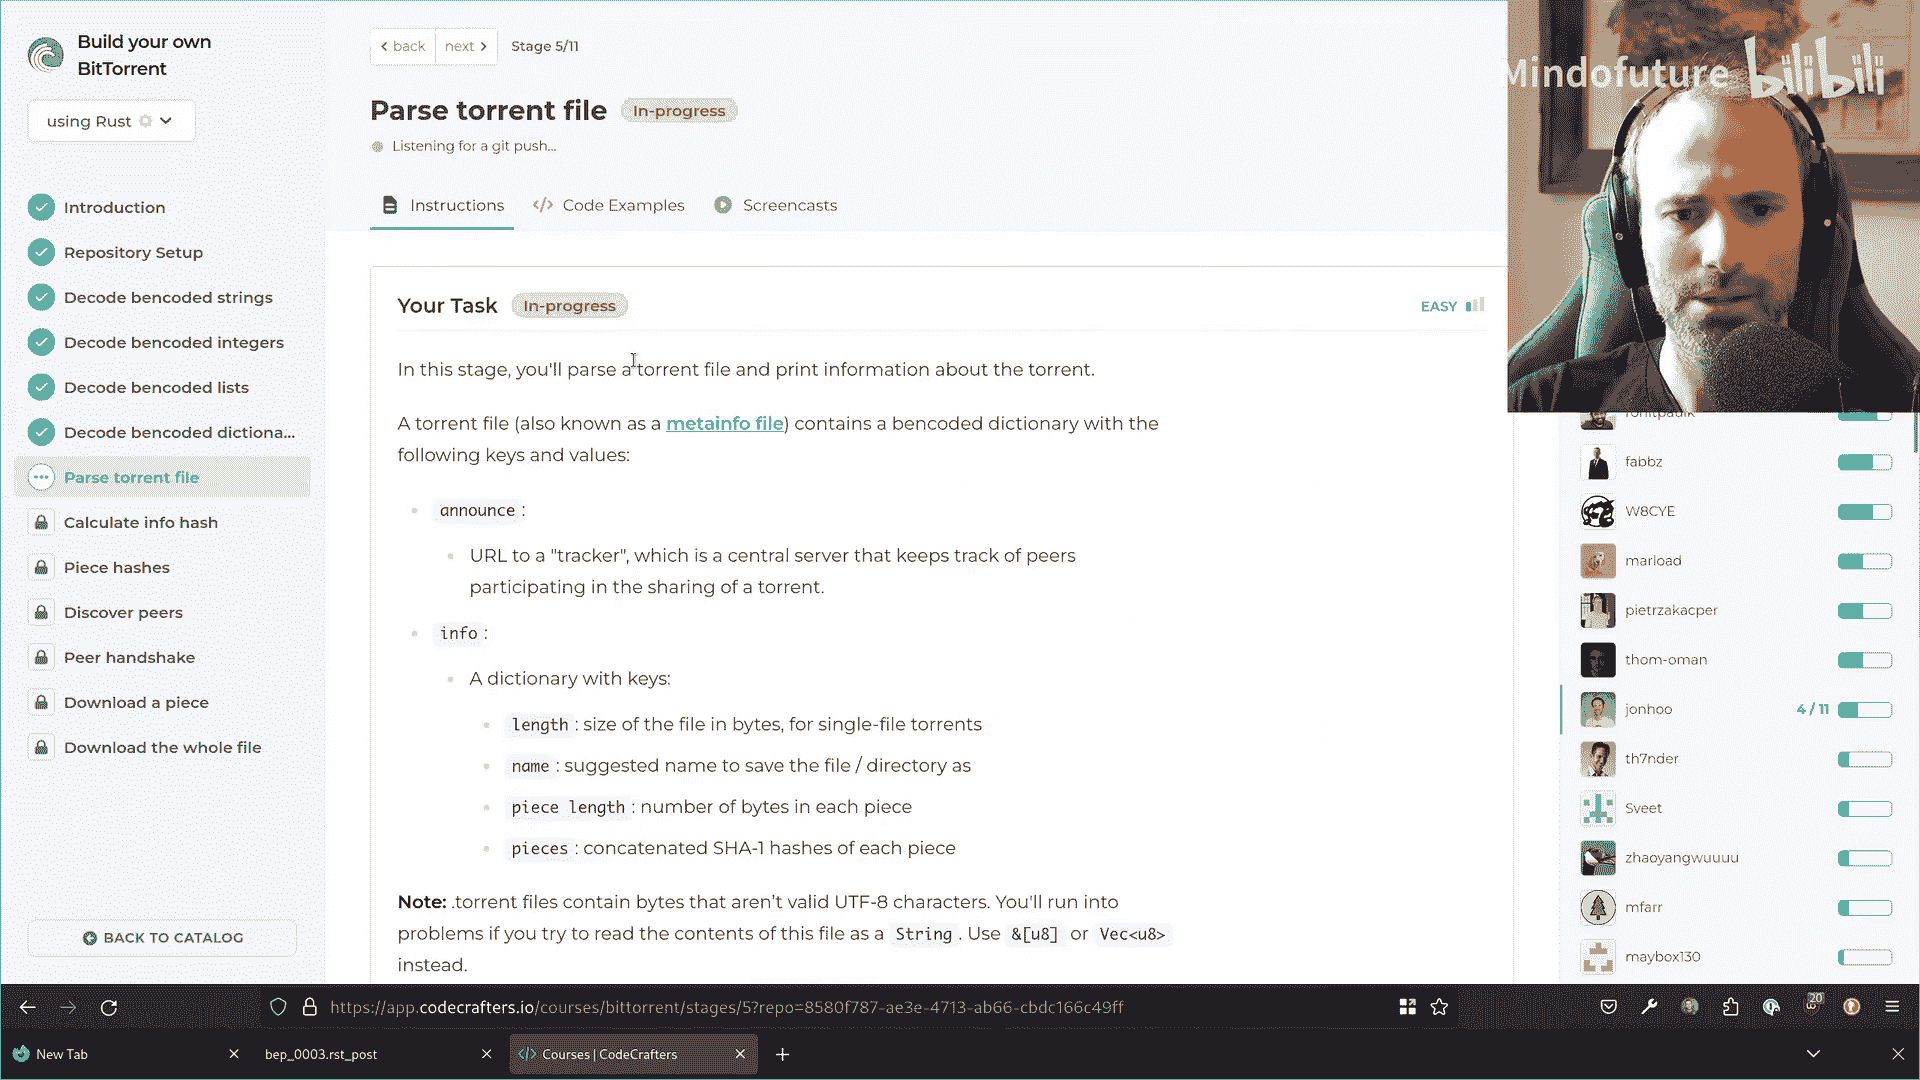 Build your own
BitTorrent
using Rust
Introduction
Repository Setup
Decode bencoded strings
Decode bencoded integers
Decode bencoded lists
Decode bencoded dictiona...
Parse torrent file
Calculate info hash
Piece hashes
Discover peers
Peer handshake
Download a piece
Download the whole file
BACK TO CATALOG
back
next
Stage 5/11
Parse torrent file
In-progress
Listening for a git push...
Instructions
Code Examples
Screencasts
Your Task
In-progress
EASY
In this stage, you'll parse a torrent file and print information about the torrent.
A torrent file (also known as a metainfo file) contains a bencoded dictionary with the
following keys and values:
announce :
URL to a "tracker", which is a central server that keeps track of peers
participating in the sharing of a torrent.
info :
A dictionary with keys:
length : size of the file in bytes, for single-file torrents
name : suggested name to save the file / directory as
piece length : number of bytes in each piece
pieces : concatenated SHA-1 hashes of each piece
Note: .torrent files contain bytes that aren't valid UTF-8 characters. You'll run into
problems if you try to read the contents of this file as a String . Use &[u8] or Vec<u8>
instead.
Mindofuture bilibili
rohitpaulk
fabbz
W8CYE
marload
pietrzakacper
thom-oman
jonhoo 4 / 11
th7nder
Sveet
zhaoyangwuuuu
mfarr
maybox130
https://app.codecrafters.io/courses/bittorrent/stages/5?repo=8580f787-ae3e-4713-ab66-cbdc166c49ff
20
New Tab
bep_0003.rst_post
Courses | CodeCrafters